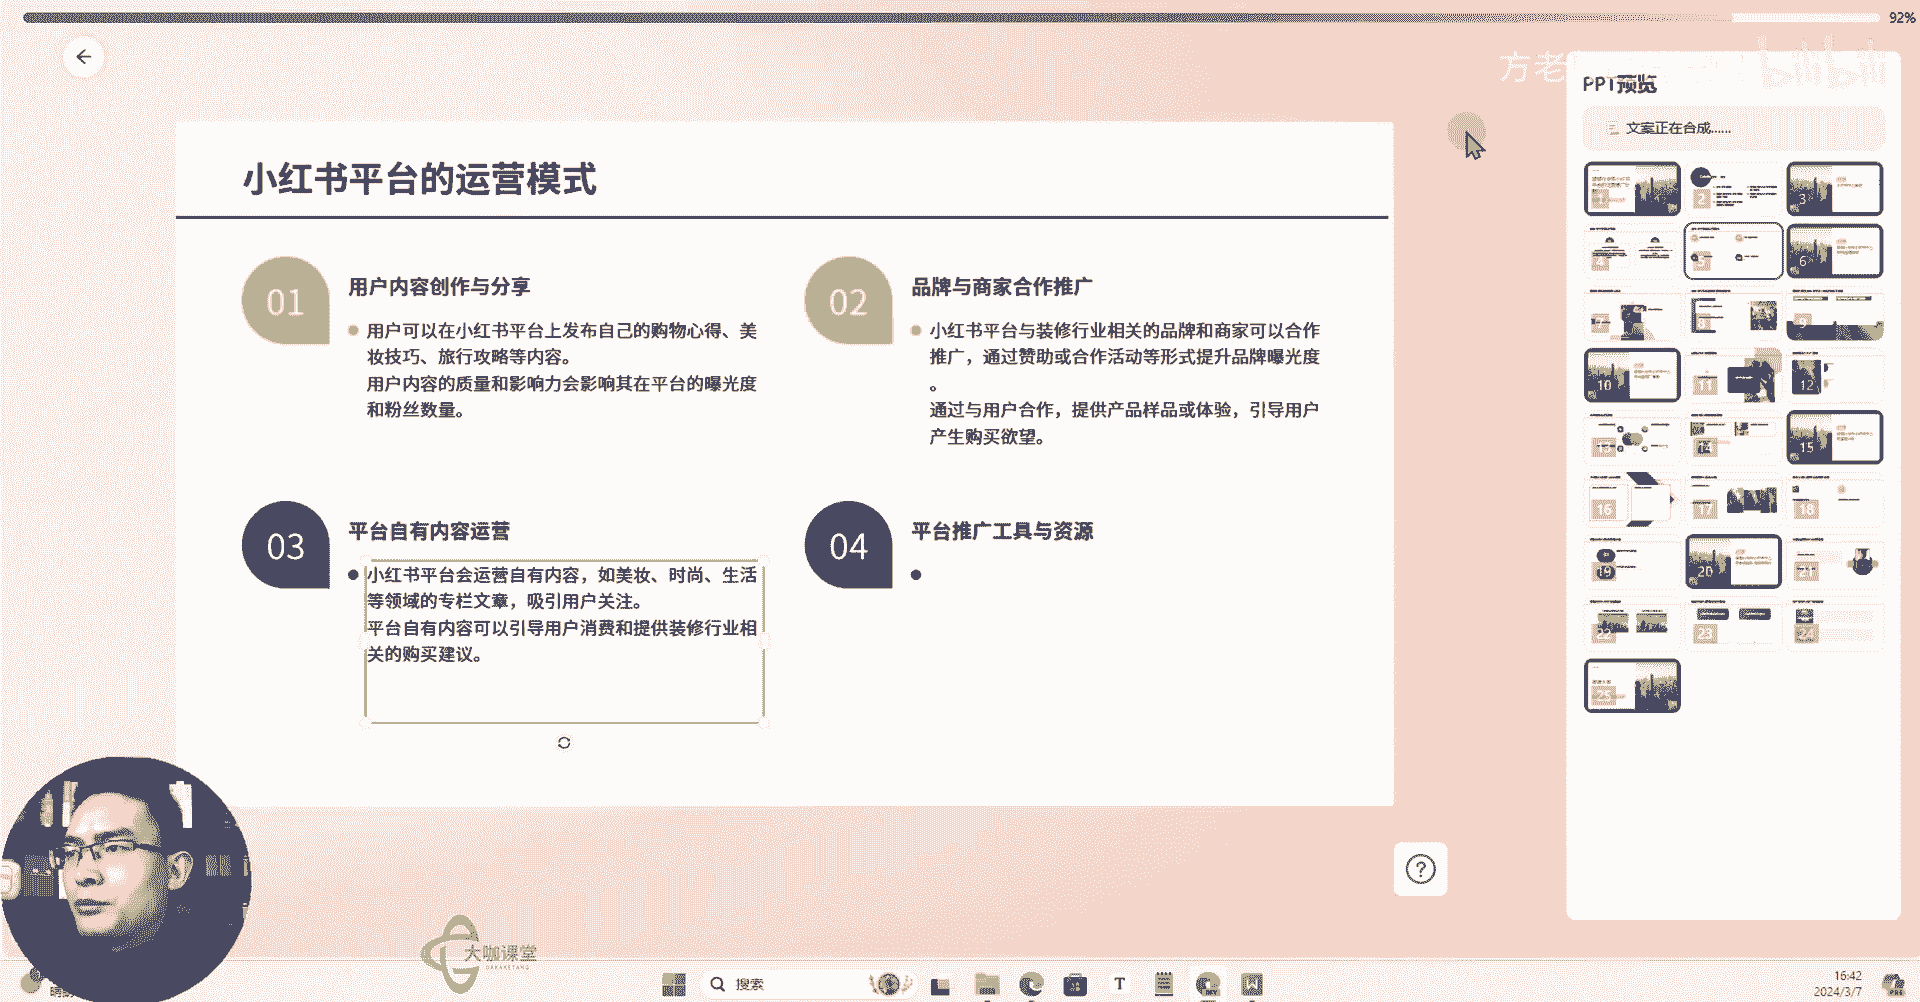 92%
方老
bilibili
PPT预览
文案正在合成......
小红书平台的运营模式
01
用户内容创作与分享
用户可以在小红书平台上发布自己的购物心得、美
妆技巧、旅行攻略等内容。
用户内容的质量和影响力会影响其在平台的曝光度
和粉丝数量。
02
品牌与商家合作推广
小红书平台与装修行业相关的品牌和商家可以合作
推广，通过赞助或合作活动等形式提升品牌曝光度
。
通过与用户合作，提供产品样品或体验，引导用户
产生购买欲望。
03
平台自有内容运营
小红书平台会运营自有内容，如美妆、时尚、生活
等领域的专栏文章，吸引用户关注。
平台自有内容可以引导用户消费和提供装修行业相
关的购买建议。
04
平台推广工具与资源
1
2
3
4
5
6
7
8
9
10
11
12
13
14
15
16
17
18
19
20
21
22
23
24
25
大咖课堂
DAKAKETANG
搜索
16:42
2024/3/7